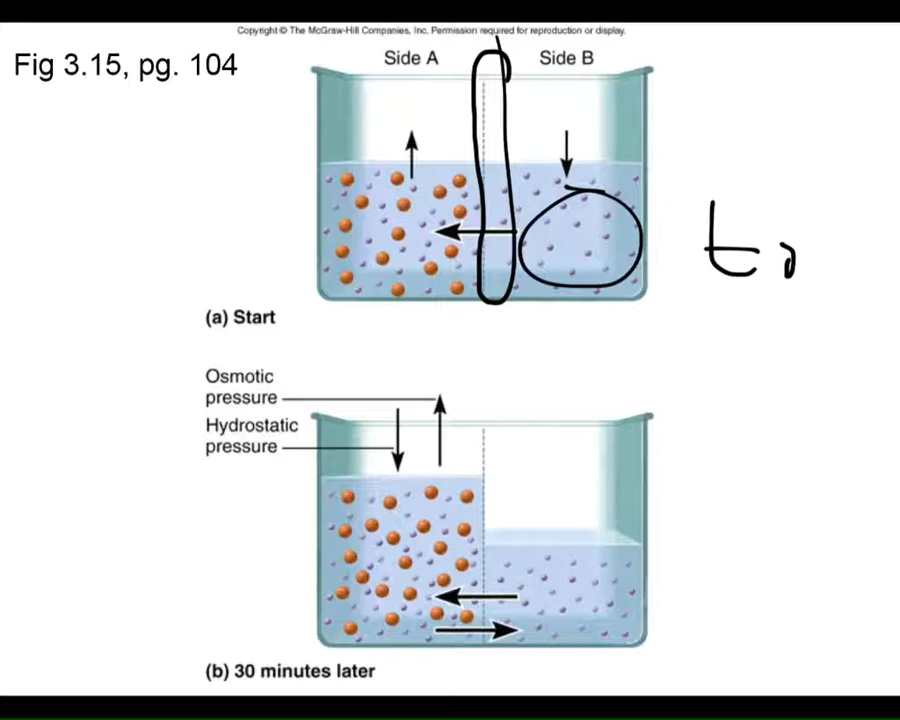 Copyright © The McGraw-Hill Companies, Inc. Permission required for reproduction or display.
Fig 3.15, pg. 104
Side A
Side B
(a) Start
Osmotic
pressure
Hydrostatic
pressure
(b) 30 minutes later